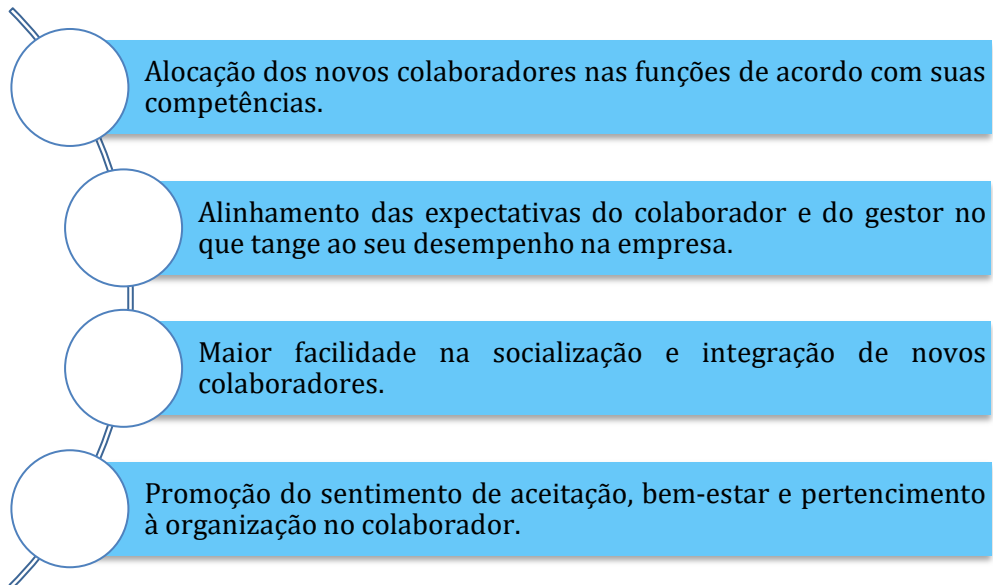 Alocação dos novos colaboradores nas funções de acordo com suas
competências.
Alinhamento das expectativas do colaborador e do gestor no
que tange ao seu desempenho na empresa.
Maior facilidade na socialização e integração de novos
colaboradores.
Promoção do sentimento de aceitação, bem-estar e pertencimento
à organização no colaborador.